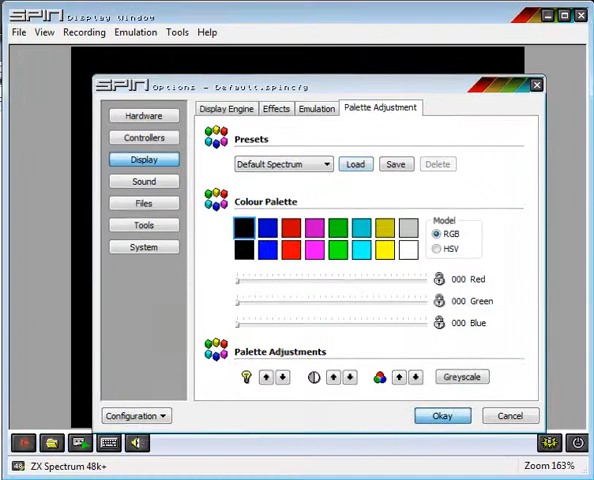 SPIN Display Window
File View Recording Emulation Tools Help
SPIN Options - Default.spincfg
Hardware
Controllers
Display
Sound
Files
Tools
System
Display Engine Effects Emulation Palette Adjustment
Presets
Default Spectrum Load Save Delete
Colour Palette
Model
RGB
HSV
000 Red
000 Green
000 Blue
Palette Adjustments
Greyscale
Configuration Okay Cancel
48 ZX Spectrum 48k+ Zoom 163%